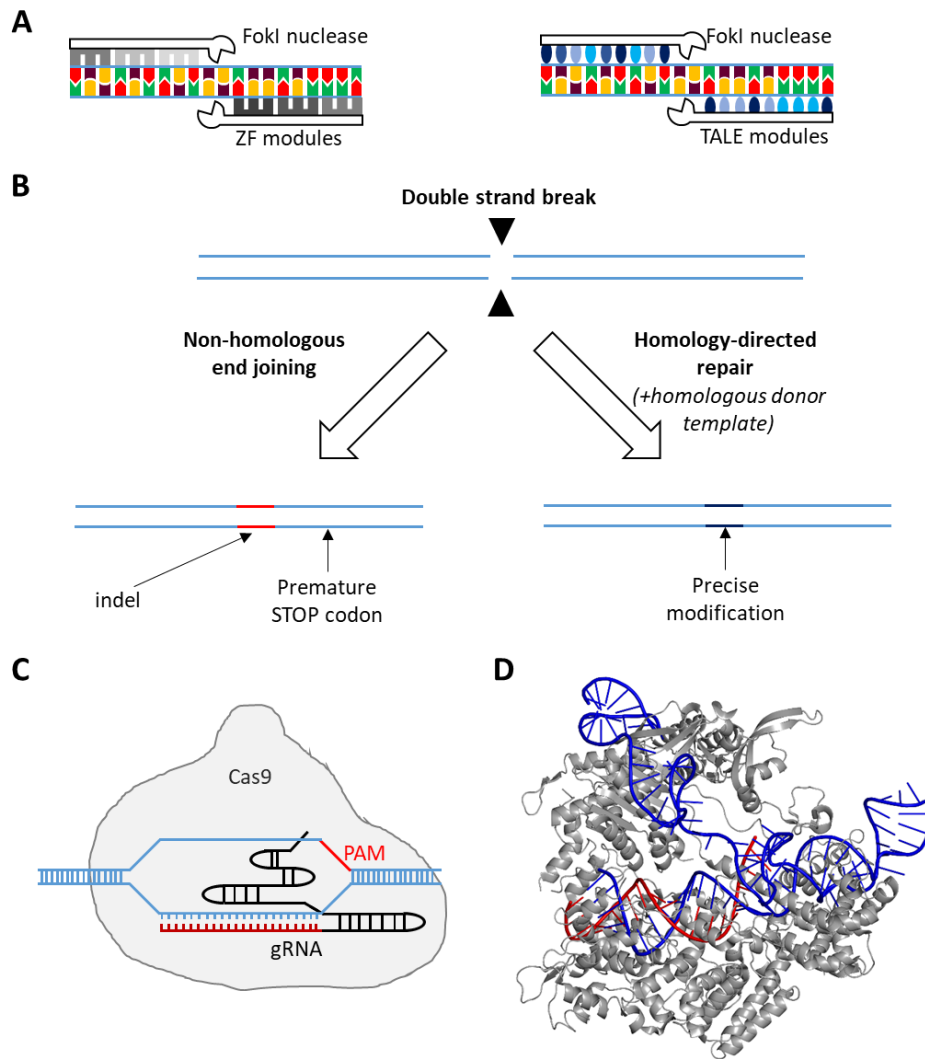 A
FokI nuclease
ZF modules
FokI nuclease
TALE modules
B
Double strand break
Non-homologous
end joining
Homology-directed
repair
(+homologous donor
template)
indel
Premature
STOP codon
Precise
modification
C
Cas9
PAM
gRNA
D